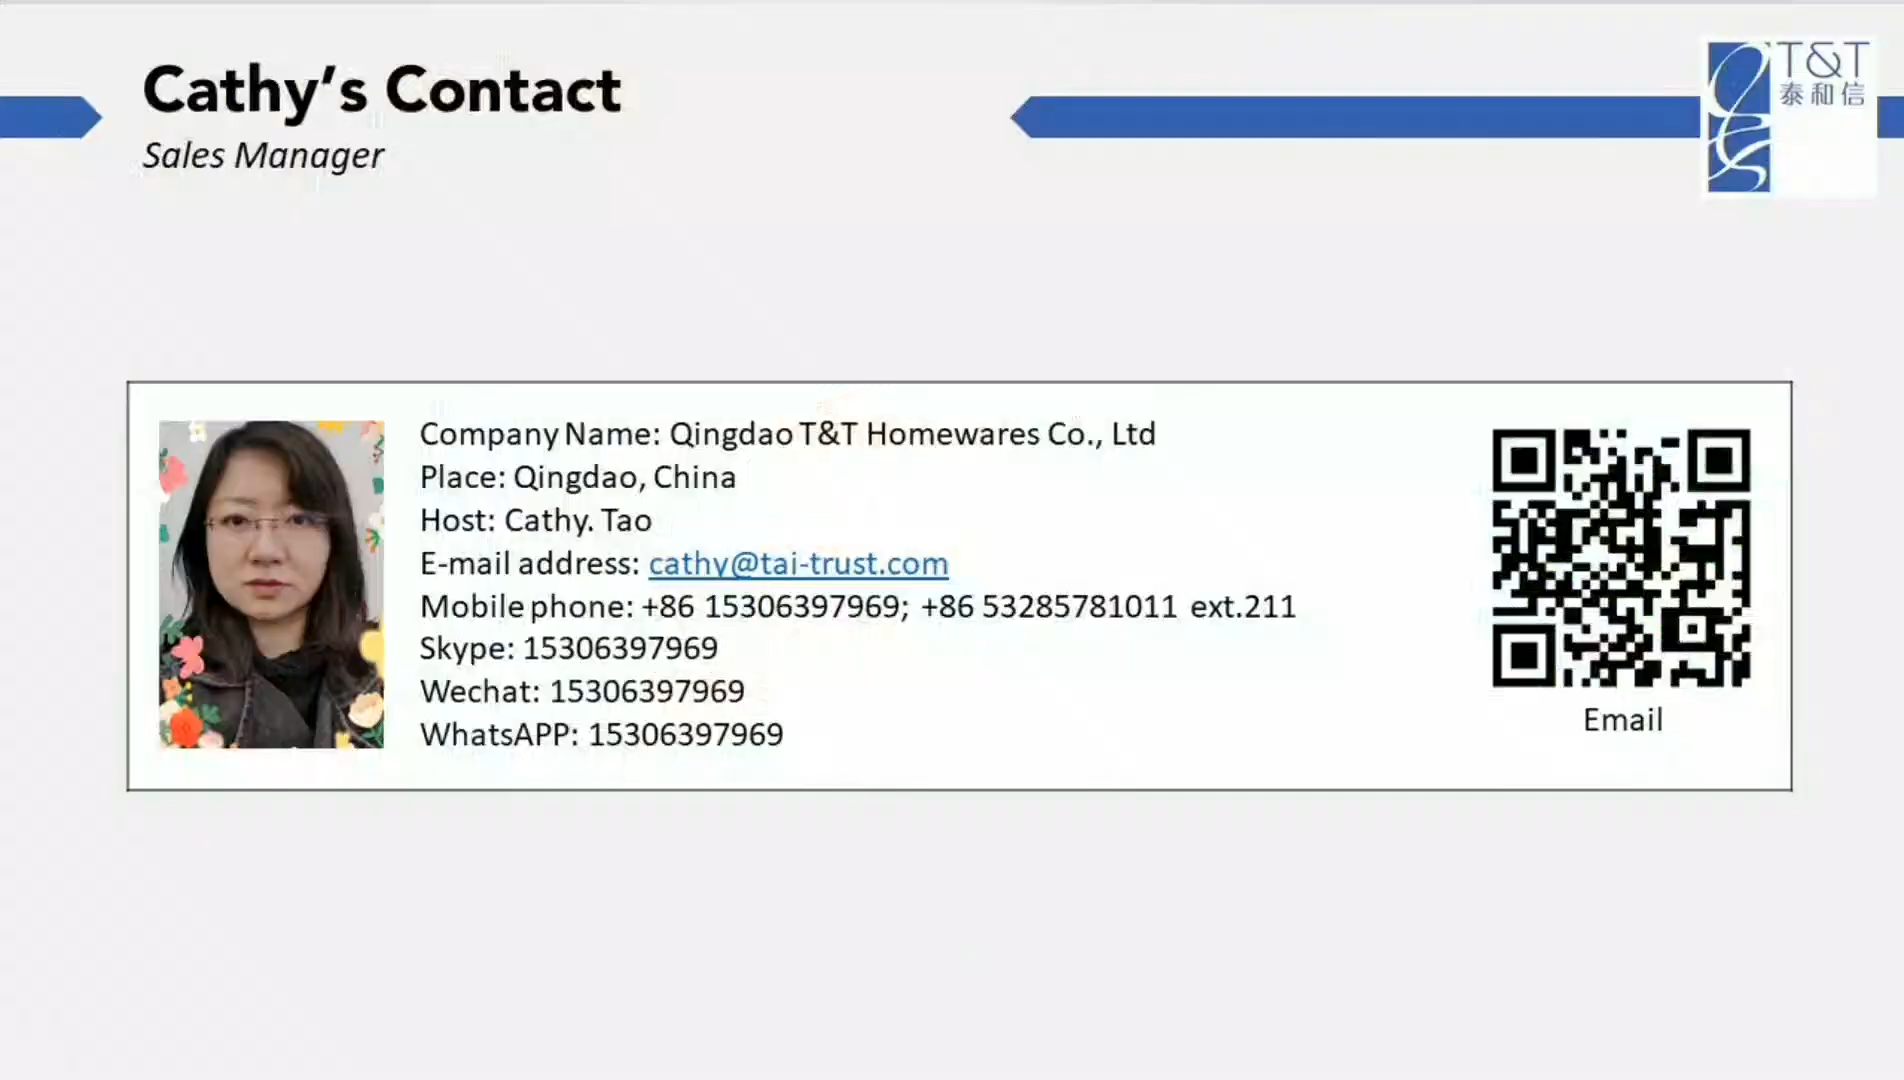 Cathy’s Contact
Sales Manager
T&T
泰和信
Company Name: Qingdao T&T Homewares Co., Ltd
Place: Qingdao, China
Host: Cathy. Tao
E-mail address: cathy@tai-trust.com
Mobile phone: +86 15306397969; +86 53285781011 ext.211
Skype: 15306397969
Wechat: 15306397969
WhatsAPP: 15306397969
Email